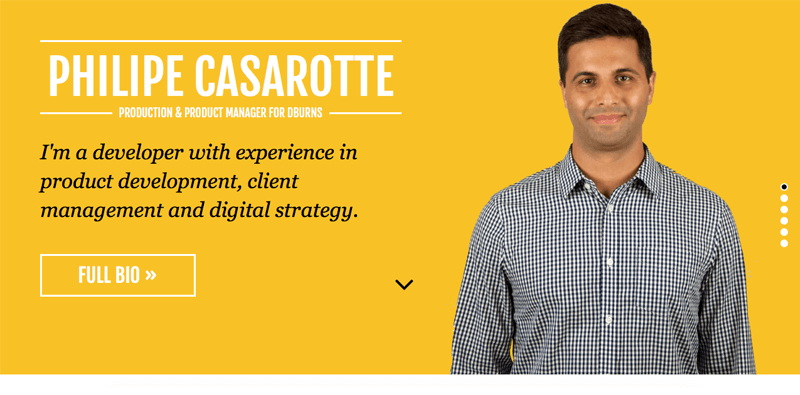 PHILIPE CASAROTTE
PRODUCTION & PRODUCT MANAGER FOR DBURNS
I'm a developer with experience in
product development, client
management and digital strategy.
FULL BIO »